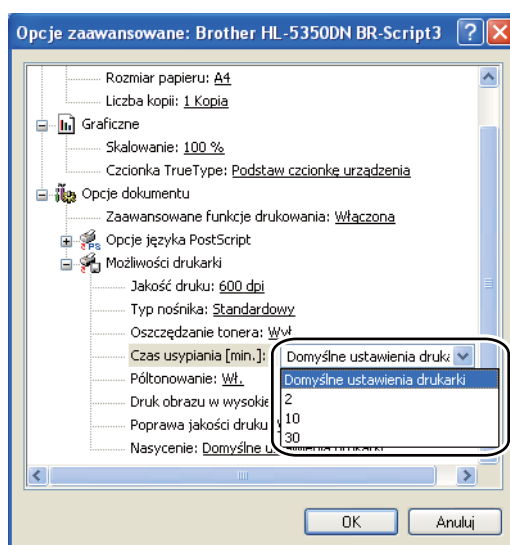 Opcje zaawansowane: Brother HL-5350DN BR-Script3
Rozmiar papieru: A4
Liczba kopii: 1 Kopia
Graficzne
Skalowanie: 100 %
Czcionka TrueType: Podstaw czcionkę urządzenia
Opcje dokumentu
Zaawansowane funkcje drukowania: Włączona
Opcje języka PostScript
Możliwości drukarki
Jakość druku: 600 dpi
Typ nośnika: Standardowy
Oszczędzanie tonera: Wył.
Czas usypiania [min.]: Domyślne ustawienia druka
Półtonowanie: Wł. Domyślne ustawienia drukarki
Druk obrazu w wysokie 2
Poprawa jakości druku 10
30
Nasycenie: Domyślne ustawienia drukarki
OK Anuluj